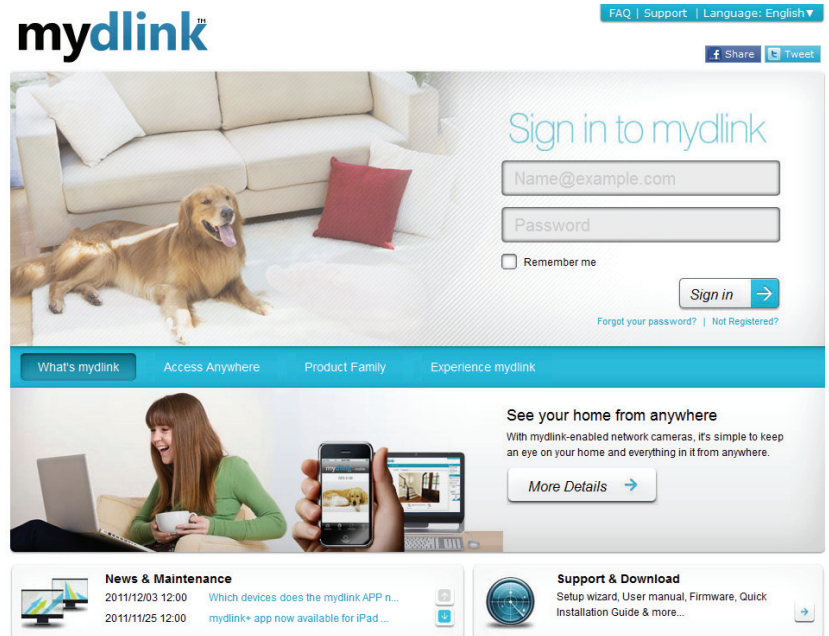 mydlink™
FAQ | Support | Language: English▼
Share
Tweet
Sign in to mydlink
Name@example.com
Password
Remember me
Sign in
Forgot your password? | Not Registered?
What's mydlink
Access Anywhere
Product Family
Experience mydlink
See your home from anywhere
With mydlink-enabled network cameras, it's simple to keep
an eye on your home and everything in it from anywhere.
More Details
mydlink
News & Maintenance
2011/12/03 12:00 Which devices does the mydlink APP n...
2011/11/25 12:00 mydlink+ app now available for iPad ...
Support & Download
Setup wizard, User manual, Firmware, Quick
Installation Guide & more...